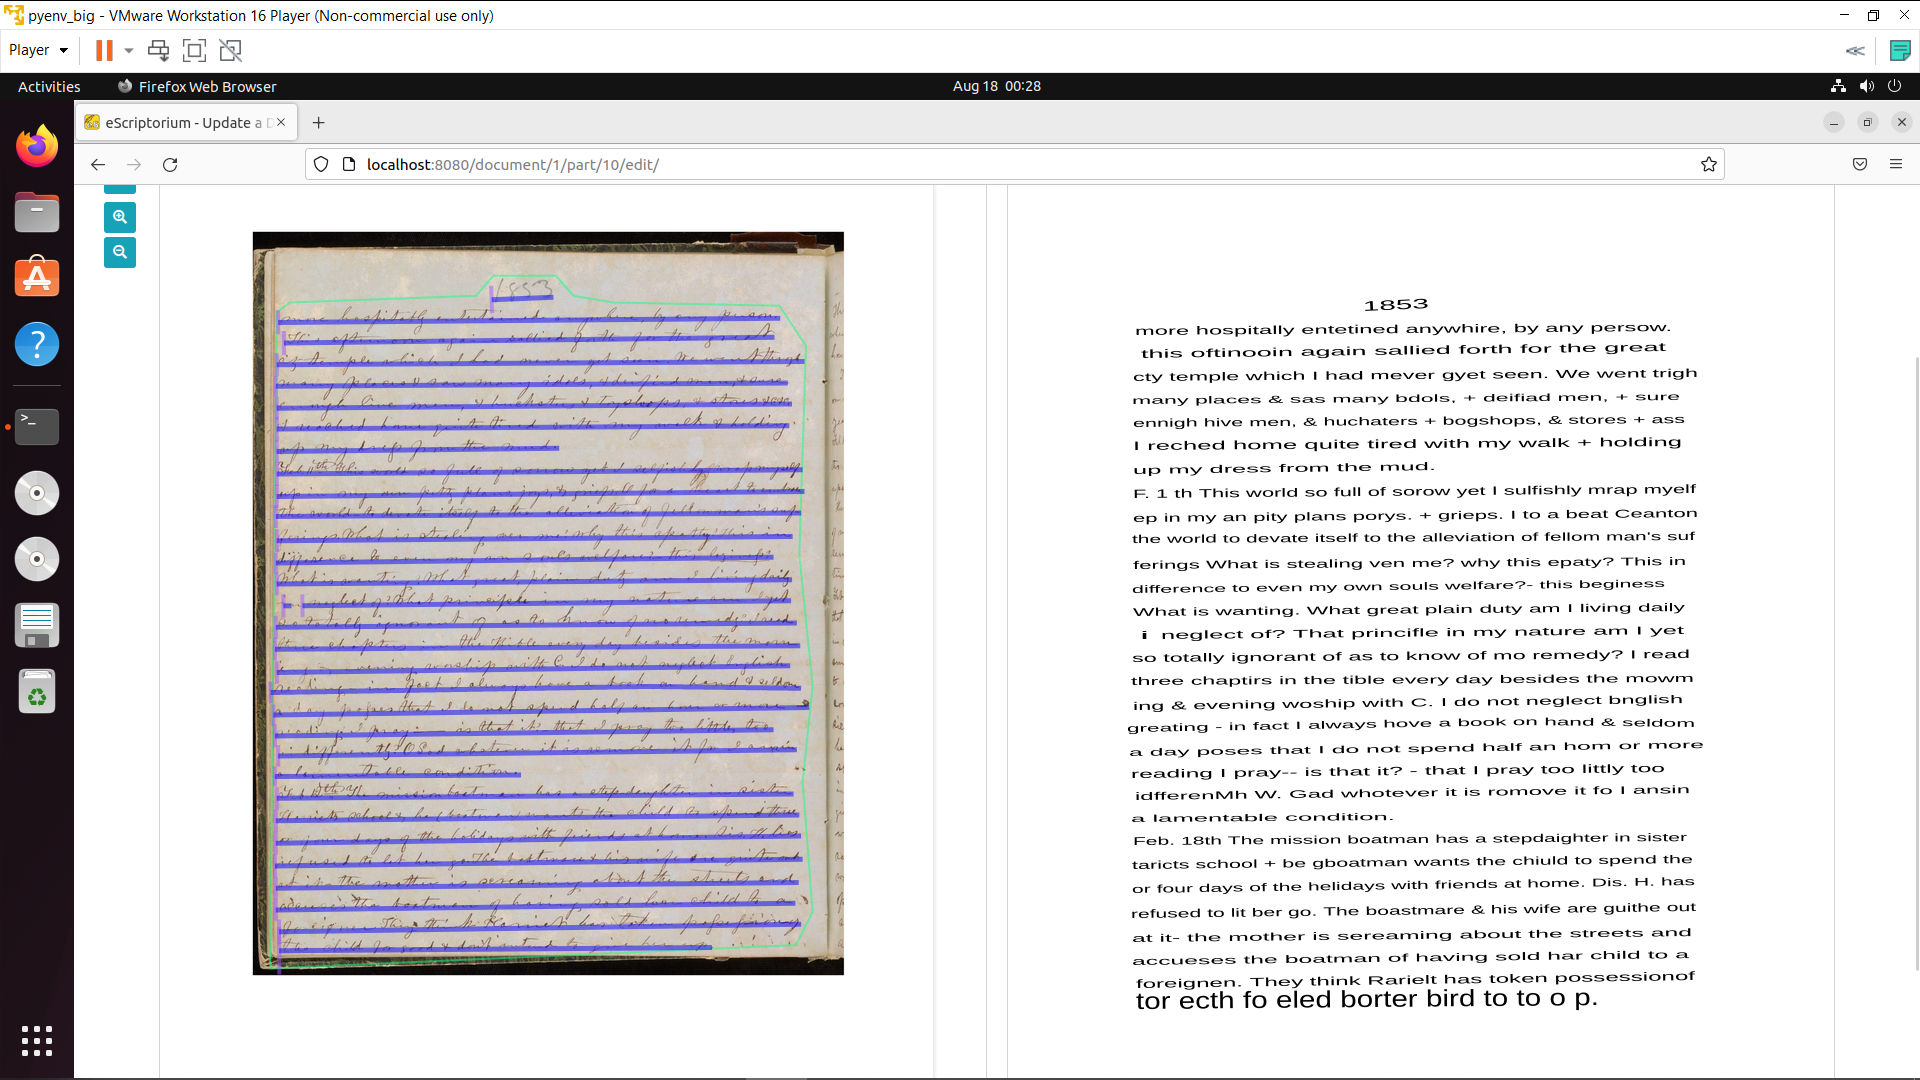 pyenv_big - VMware Workstation 16 Player (Non-commercial use only)
Player
Activities
Firefox Web Browser
Aug 18 00:28
eScriptorium - Update a D
localhost:8080/document/1/part/10/edit/
1853
more hospitally entetined anywhire, by any persow.
this oftinooin again sallied forth for the great
cty temple which I had mever gyet seen. We went trigh
many places & sas many bdols, + deifiad men, + sure
ennigh hive men, & huchaters + bogshops, & stores + ass
I reched home quite tired with my walk + holding
up my dress from the mud.
F. 1 th This world so full of sorow yet I sulfishly mrap myelf
ep in my an pity plans porys. + grieps. I to a beat Ceanton
the world to devate itself to the alleviation of fellom man's suf
ferings What is stealing ven me? why this epaty? This in
difference to even my own souls welfare?- this beginess
What is wanting. What great plain duty am I living daily
i neglect of? That principle in my nature am I yet
so totally ignorant of as to know of mo remedy? I read
three chaptirs in the tible every day besides the mowm
ing & evening woship with C. I do not neglect bnglish
greating - in fact I always hove a book on hand & seldom
a day poses that I do not spend half an hom or more
reading I pray-- is that it? - that I pray too littly too
idfferenMh W. Gad whotever it is romove it fo I ansin
a lamentable condition.
Feb. 18th The mission boatman has a stepdaighter in sister
taricts school + be gboatman wants the chiuld to spend the
or four days of the helidays with friends at home. Dis. H. has
refused to lit ber go. The boastmare & his wife are guithe out
at it- the mother is sereaming about the streets and
accueses the boatman of having sold har child to a
foreignen. They think Rarielt has token possessionof
tor ecth fo eled borter bird to to o p.